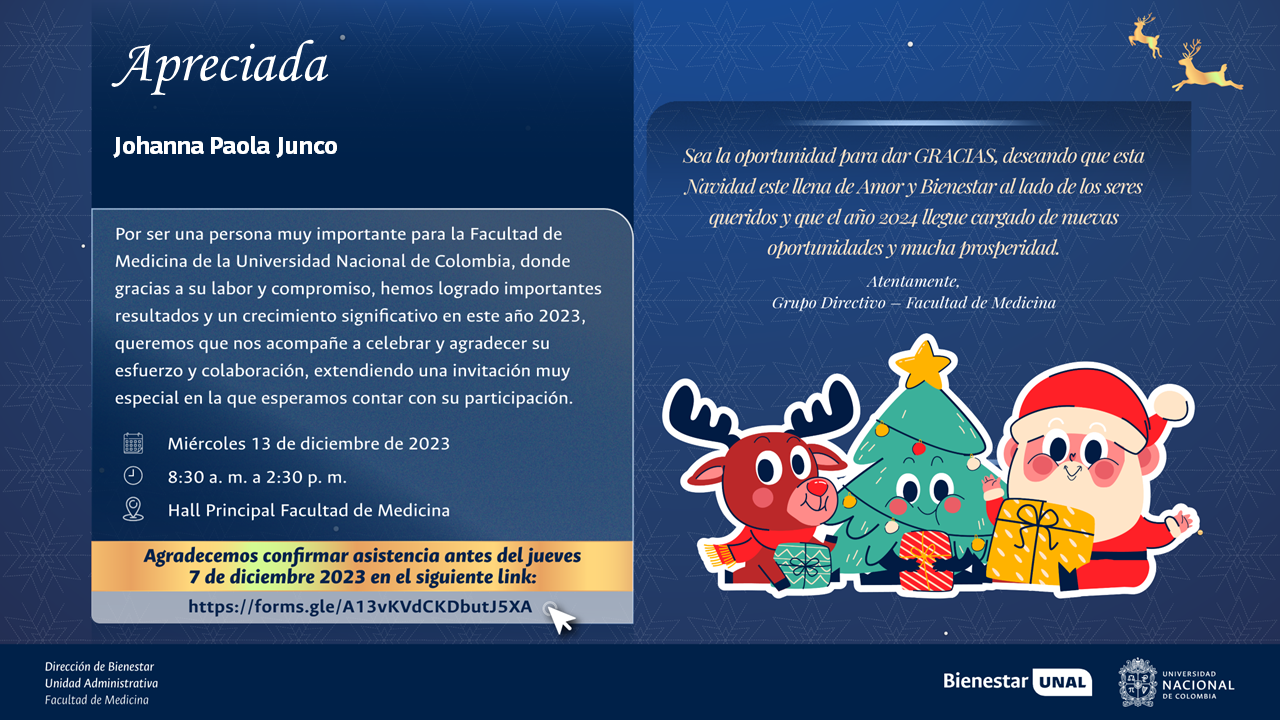 Apreciada
Johanna Paola Junco
Por ser una persona muy importante para la Facultad de
Medicina de la Universidad Nacional de Colombia, donde
gracias a su labor y compromiso, hemos logrado importantes
resultados y un crecimiento significativo en este año 2023,
queremos que nos acompañe a celebrar y agradecer su
esfuerzo y colaboración, extendiendo una invitación muy
especial en la que esperamos contar con su participación.
Miércoles 13 de diciembre de 2023
8:30 a. m. a 2:30 p. m.
Hall Principal Facultad de Medicina
Agradecemos confirmar asistencia antes del jueves
7 de diciembre 2023 en el siguiente link:
https://forms.gle/A13vKVdCKDbutJ5XA
Sea la oportunidad para dar GRACIAS, deseando que esta
Navidad este llena de Amor y Bienestar al lado de los seres
queridos y que el año 2024 llegue cargado de nuevas
oportunidades y mucha prosperidad.
Atentamente,
Grupo Directivo – Facultad de Medicina
Dirección de Bienestar
Unidad Administrativa
Facultad de Medicina
Bienestar UNAL
UNIVERSIDAD
NACIONAL
DE COLOMBIA